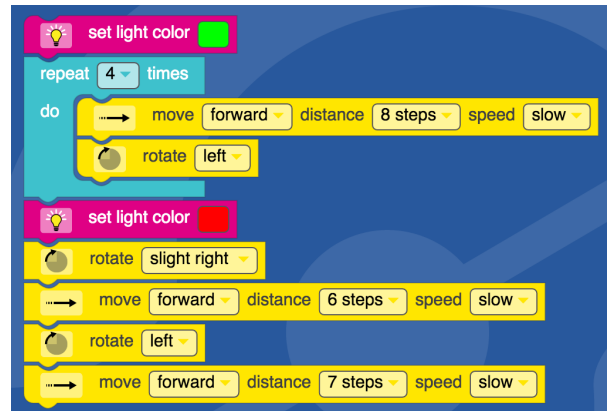 set light color
repeat 4 times
do move forward distance 8 steps speed slow
rotate left
set light color
rotate slight right
move forward distance 6 steps speed slow
rotate left
move forward distance 7 steps speed slow